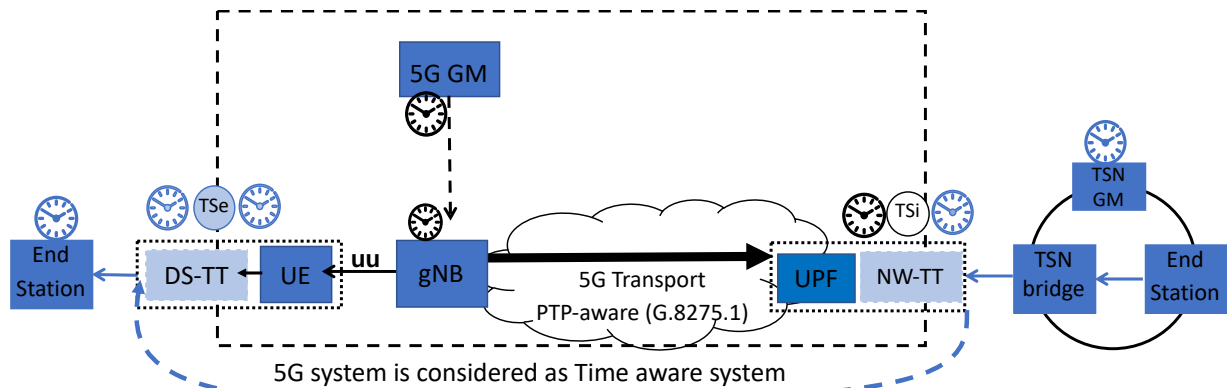 5G GM
TSN
GM
TSe
TSi
End
Station
DS-TT
UE
uu
gNB
5G Transport
PTP-aware (G.8275.1)
UPF
NW-TT
TSN
bridge
End
Station
5G system is considered as Time aware system